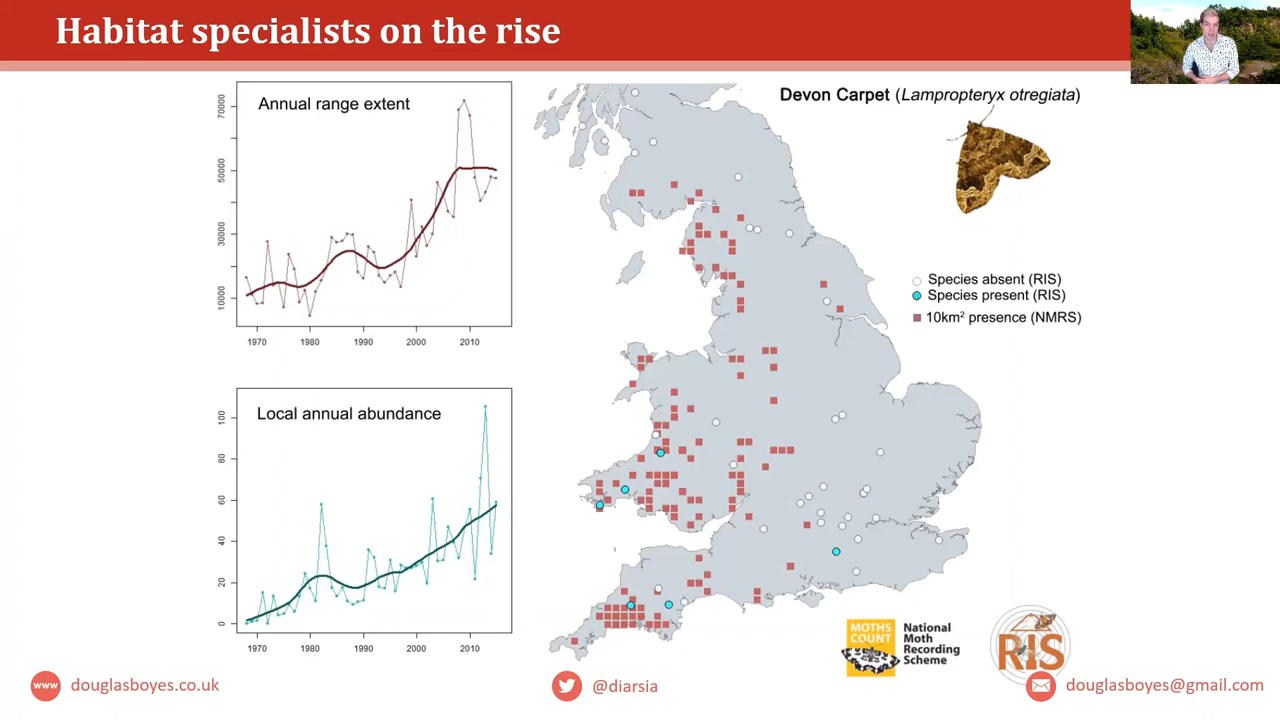 Habitat specialists on the rise
Annual range extent
70000
50000
30000
10000
1970
1980
1990
2000
2010
Local annual abundance
100
80
60
40
20
0
1970
1980
1990
2000
2010
Devon Carpet (Lampropteryx otregiata)
Species absent (RIS)
Species present (RIS)
10km² presence (NMRS)
MOTHS
COUNT
National
Moth
Recording
Scheme
RIS
www
douglasboyes.co.uk
@diarsia
douglasboyes@gmail.com